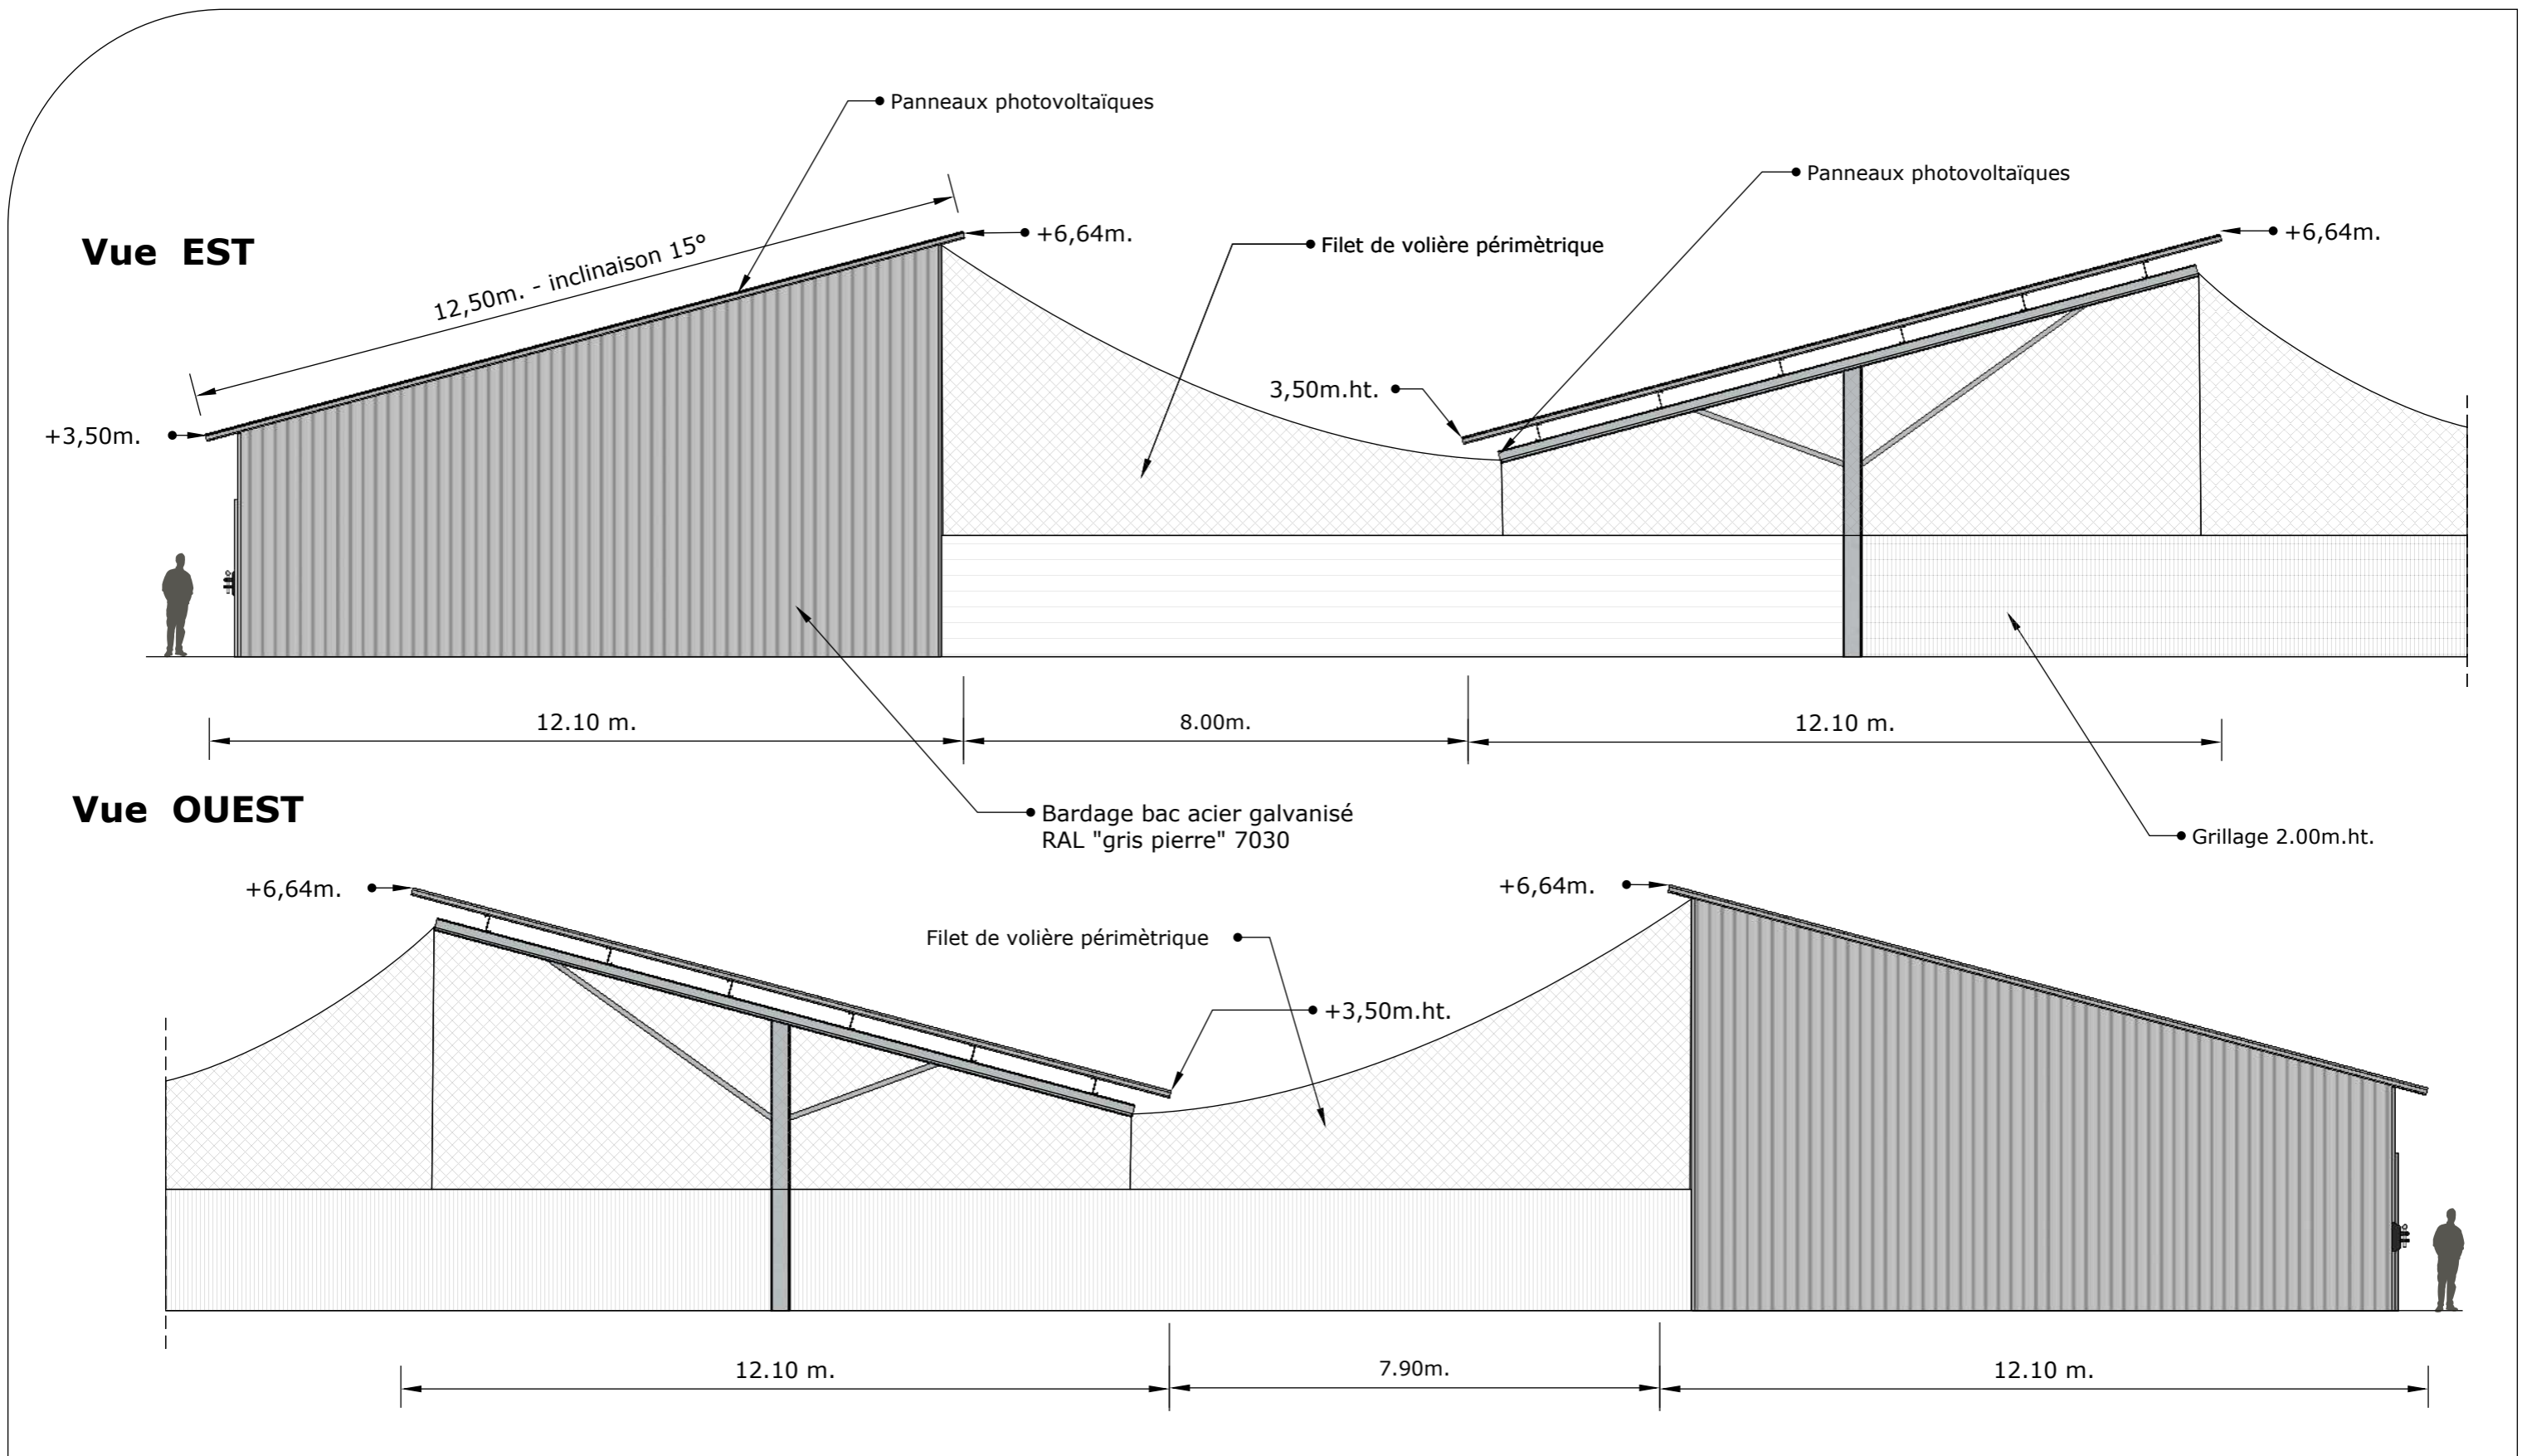 Panneaux photovoltaïques
Panneaux photovoltaïques
Vue EST
12,50m. - inclinaison 15°
+6,64m.
Filet de volière périmètrique
+6,64m.
3,50m.ht.
+3,50m.
12.10 m.
8.00m.
12.10 m.
Vue OUEST
Bardage bac acier galvanisé
RAL "gris pierre" 7030
Grillage 2.00m.ht.
+6,64m.
+6,64m.
Filet de volière périmètrique
+3,50m.ht.
12.10 m.
7.90m.
12.10 m.